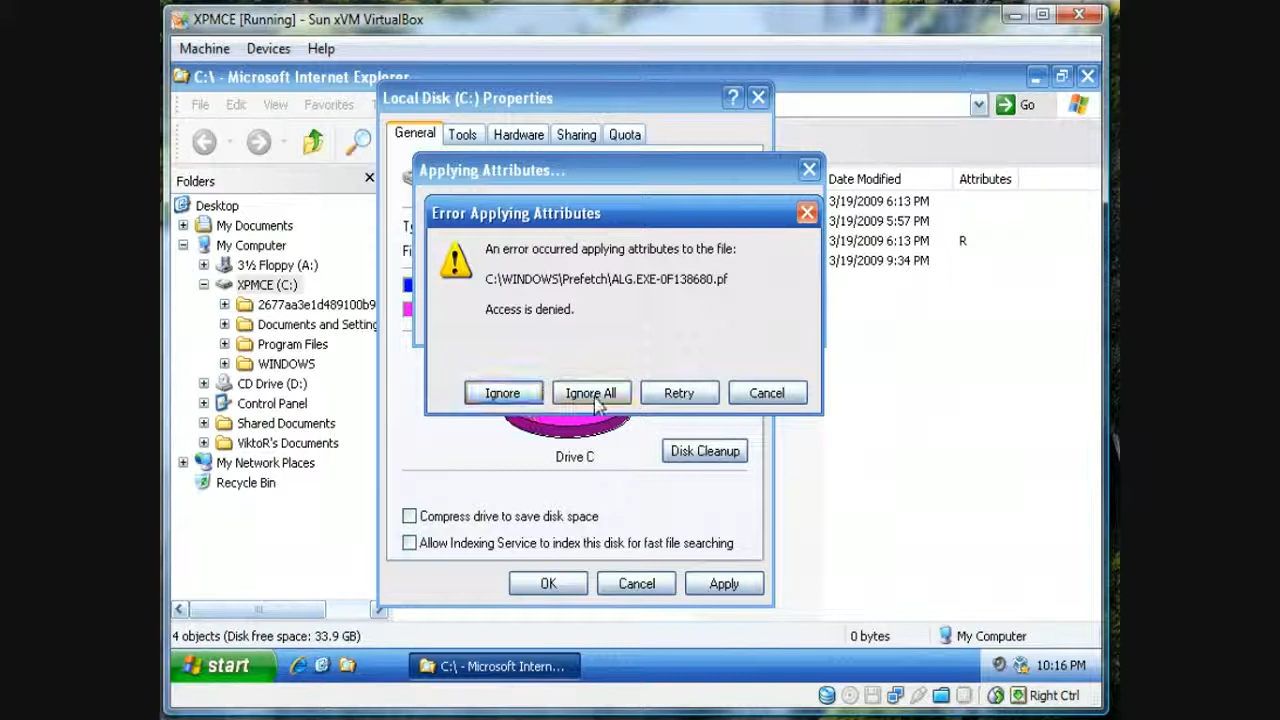 XPMCE [Running] - Sun xVM VirtualBox
Machine Devices Help
C:\ - Microsoft Internet Explorer
File Edit View Favorites
Go
Local Disk (C:) Properties
General Tools Hardware Sharing Quota
Folders
Date Modified Attributes
Desktop
My Documents
My Computer
3½ Floppy (A:)
XPMCE (C:)
2677aa3e1d489100b9
Documents and Setting
Program Files
WINDOWS
CD Drive (D:)
Control Panel
Shared Documents
ViktoR's Documents
My Network Places
Recycle Bin
3/19/2009 6:13 PM
3/19/2009 5:57 PM
3/19/2009 6:13 PM R
3/19/2009 9:34 PM
Applying Attributes...
Error Applying Attributes
An error occurred applying attributes to the file:
C:\WINDOWS\Prefetch\ALG.EXE-0F138680.pf
Access is denied.
Ignore Ignore All Retry Cancel
Drive C
Disk Cleanup
Compress drive to save disk space
Allow Indexing Service to index this disk for fast file searching
OK Cancel Apply
4 objects (Disk free space: 33.9 GB) 0 bytes My Computer
start C:\ - Microsoft Intern... 10:16 PM
Right Ctrl